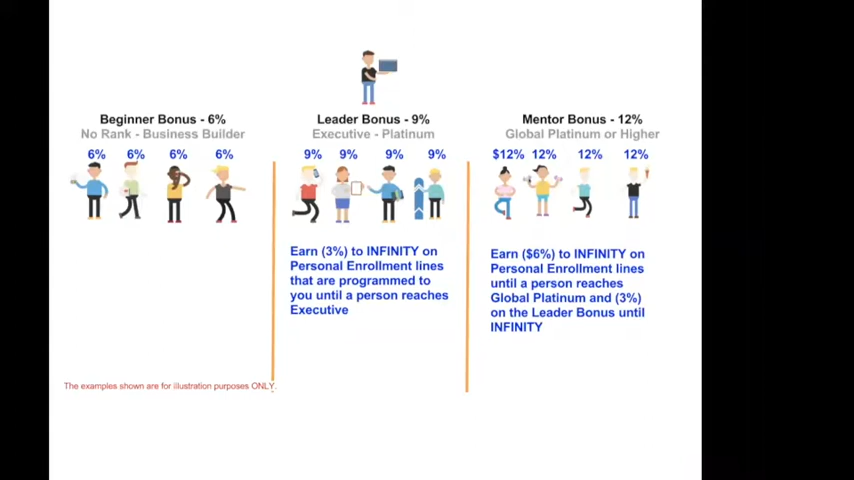 Beginner Bonus - 6%
No Rank - Business Builder
6% 6% 6% 6%
Leader Bonus - 9%
Executive - Platinum
9% 9% 9% 9%
Earn (3%) to INFINITY on
Personal Enrollment lines
that are programmed to
you until a person reaches
Executive
Mentor Bonus - 12%
Global Platinum or Higher
$12% 12% 12% 12%
Earn ($6%) to INFINITY on
Personal Enrollment lines
until a person reaches
Global Platinum and (3%)
on the Leader Bonus until
INFINITY
The examples shown are for illustration purposes ONLY.